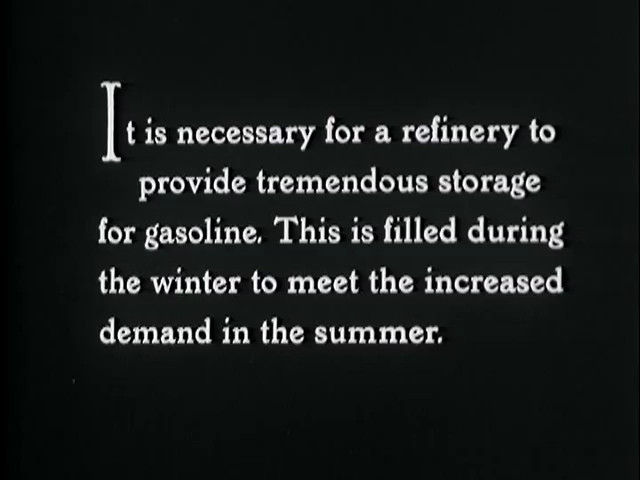 It is necessary for a refinery to
provide tremendous storage
for gasoline. This is filled during
the winter to meet the increased
demand in the summer.